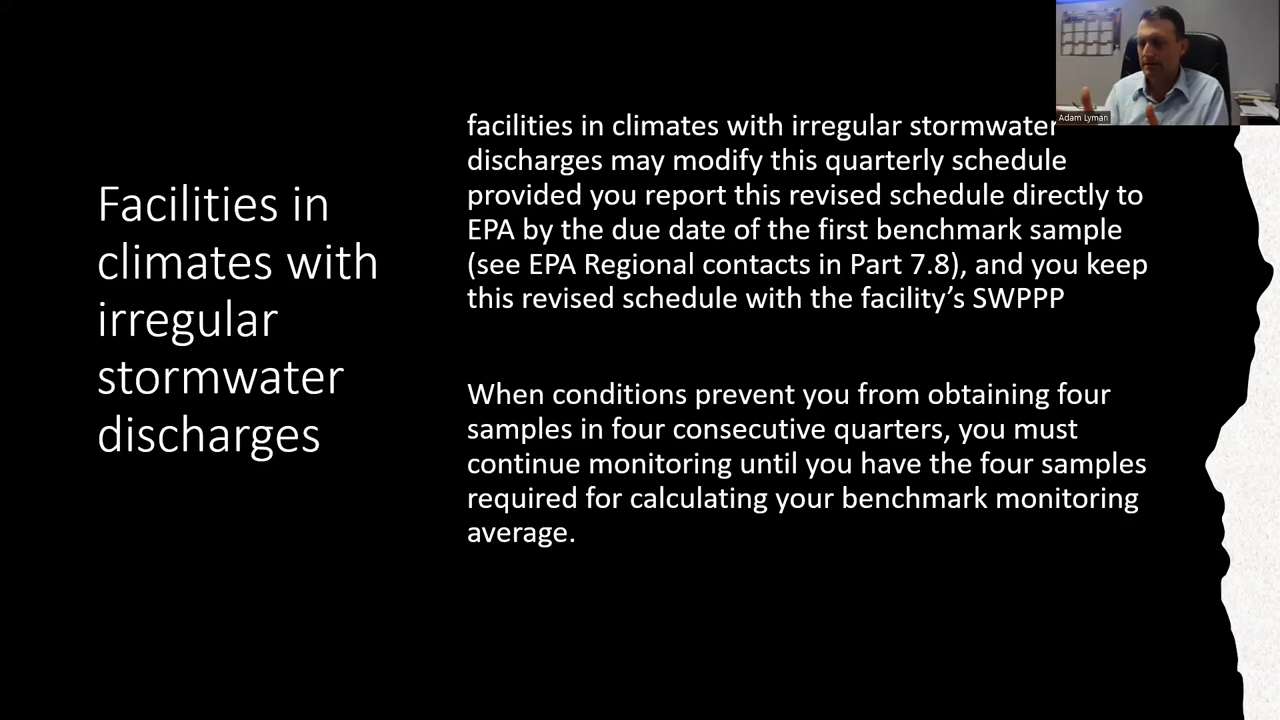 Facilities in
climates with
irregular
stormwater
discharges
facilities in climates with irregular stormwater
discharges may modify this quarterly schedule
provided you report this revised schedule directly to
EPA by the due date of the first benchmark sample
(see EPA Regional contacts in Part 7.8), and you keep
this revised schedule with the facility’s SWPPP
When conditions prevent you from obtaining four
samples in four consecutive quarters, you must
continue monitoring until you have the four samples
required for calculating your benchmark monitoring
average.
Adam Lyman